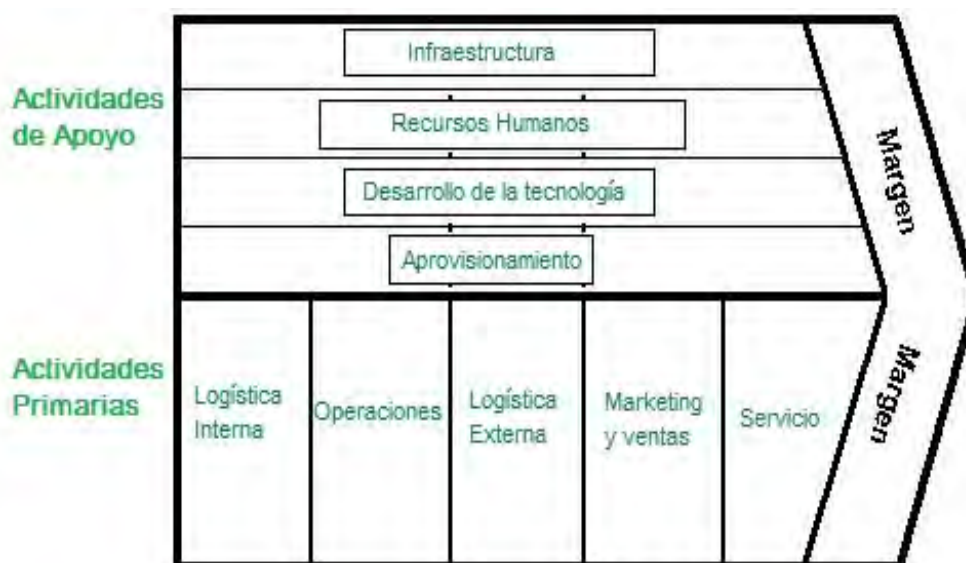 Infraestructura
Actividades
de Apoyo
Recursos Humanos
Desarrollo de la tecnología
Aprovisionamiento
Margen
Actividades
Primarias
Logística
Interna
Operaciones
Logística
Externa
Marketing
y ventas
Servicio
Margen